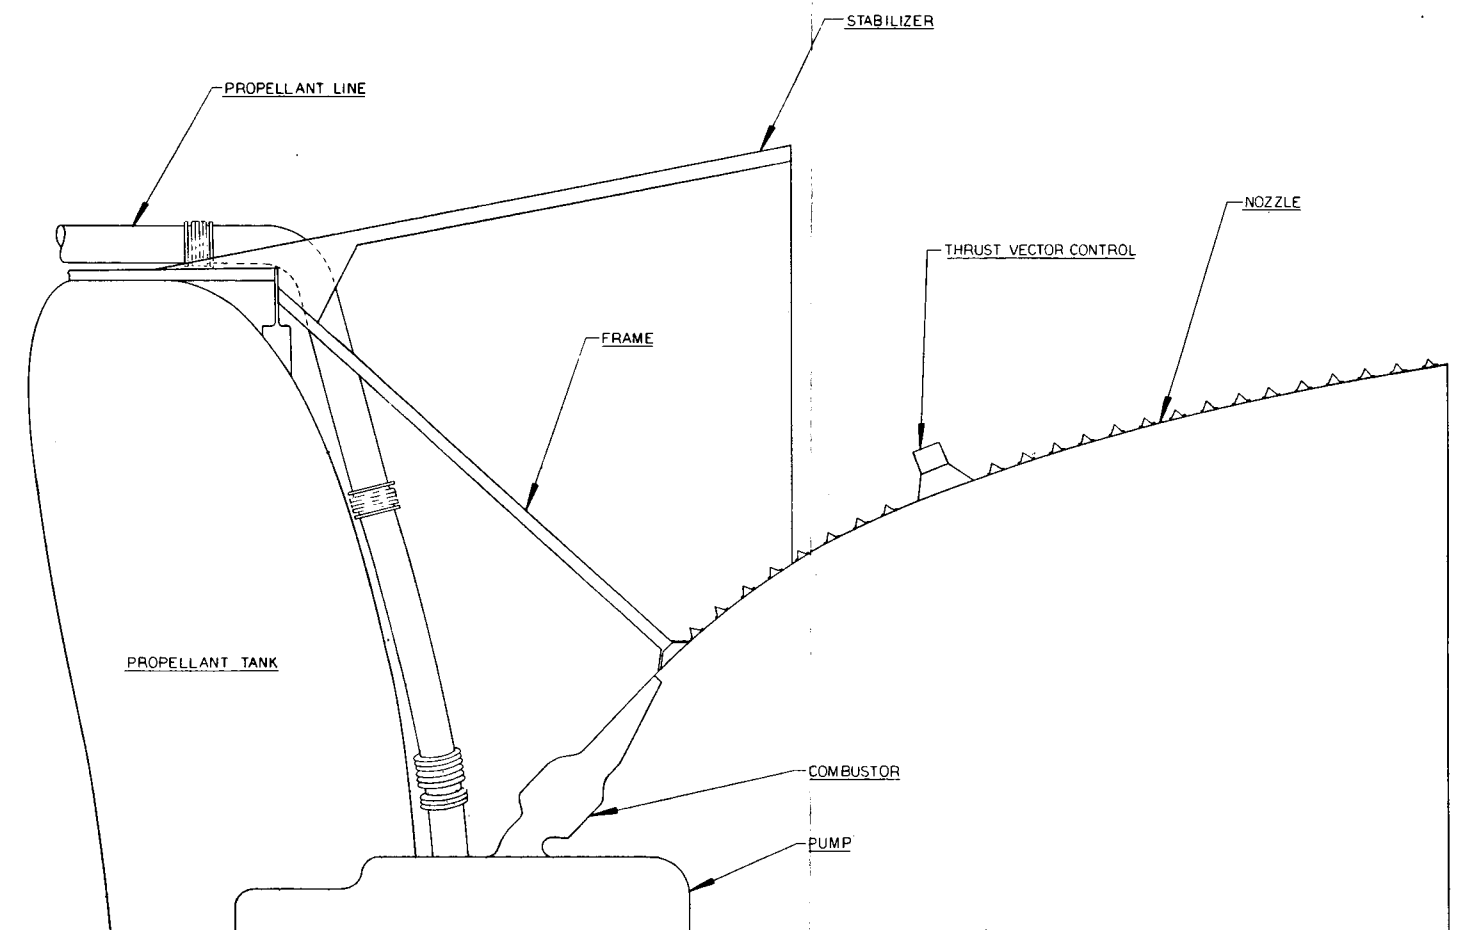 STABILIZER
PROPELLANT LINE
NOZZLE
THRUST VECTOR CONTROL
FRAME
PROPELLANT TANK
COMBUSTOR
PUMP